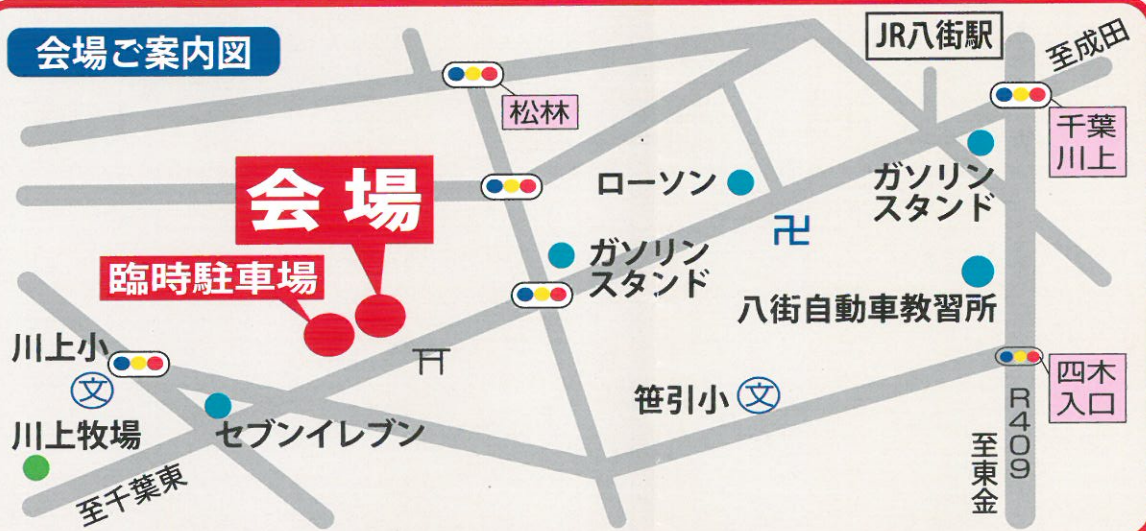 会場ご案内図
JR八街駅
至成田
松林
千葉
川上
会場
ローソン
ガソリン
スタンド
臨時駐車場
ガソリン
スタンド
八街自動車教習所
川上小
文
川上牧場
セブンイレブン
笹引小
文
四木
入口
R409
至東金
至千葉東